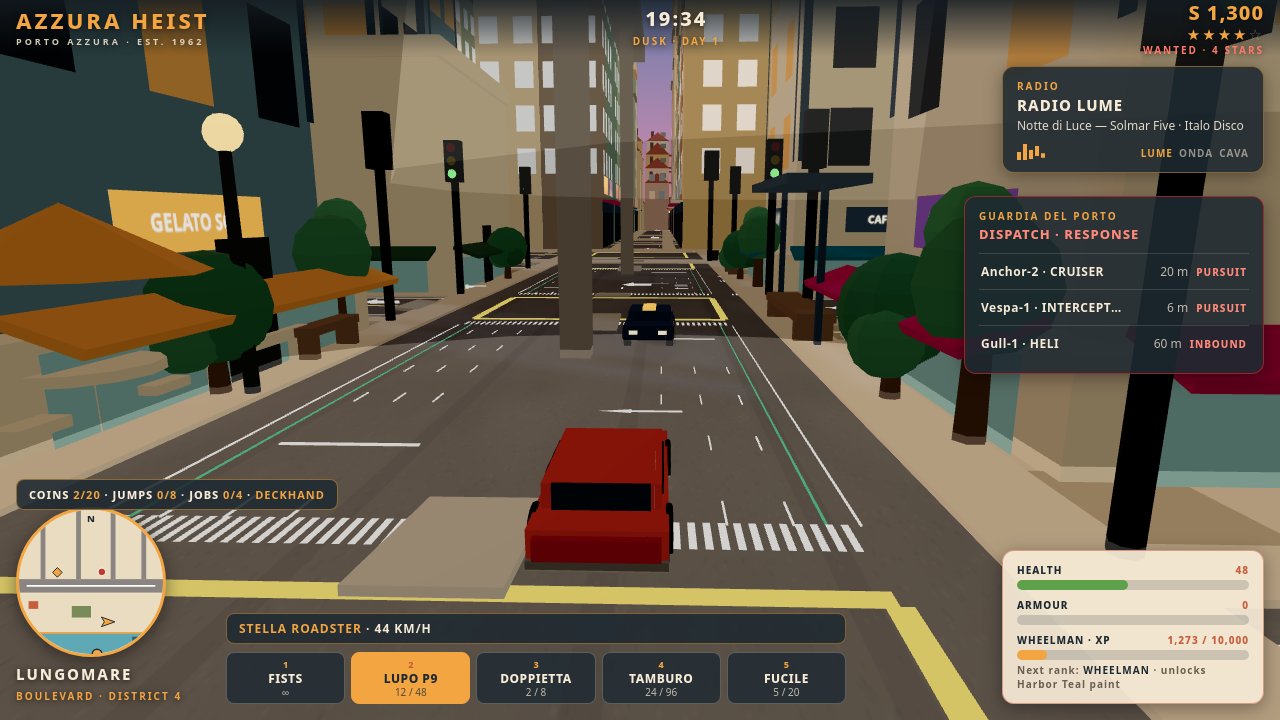 AZZURA HEIST
PORTO AZZURA · EST. 1962
19:34
DUSK · DAY 1
S 1,300
★★★★☆
WANTED · 4 STARS
RADIO
RADIO LUME
Notte di Luce — Solmar Five · Italo Disco
LUME ONDA CAVA
GUARDIA DEL PORTO
DISPATCH · RESPONSE
Anchor-2 · CRUISER 20 m PURSUIT
Vespa-1 · INTERCEPT... 6 m PURSUIT
Gull-1 · HELI 60 m INBOUND
GELATO S
CAF
COINS 2/20 · JUMPS 0/8 · JOBS 0/4 · DECKHAND
N
LUNGOMARE
BOULEVARD · DISTRICT 4
STELLA ROADSTER · 44 KM/H
1 FISTS ∞
2 LUPO P9 12 / 48
3 DOPPIETTA 2 / 8
4 TAMBURO 24 / 96
5 FUCILE 5 / 20
HEALTH 48
ARMOUR 0
WHEELMAN · XP 1,273 / 10,000
Next rank: WHEELMAN · unlocks
Harbor Teal paint